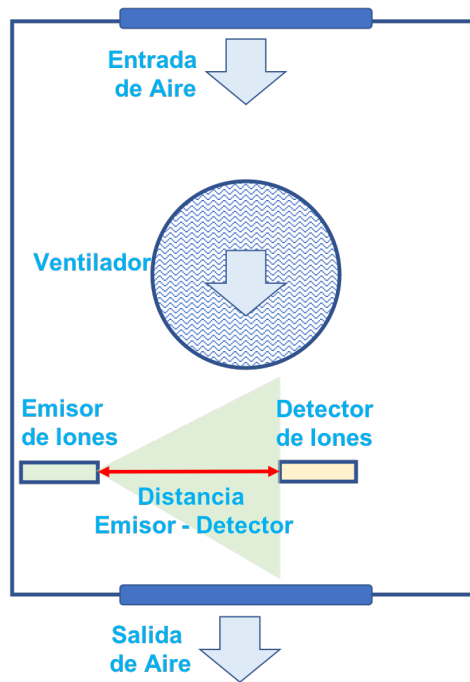 Entrada
de Aire
Ventilador
Emisor
de Iones
Detector
de Iones
Distancia
Emisor - Detector
Salida
de Aire